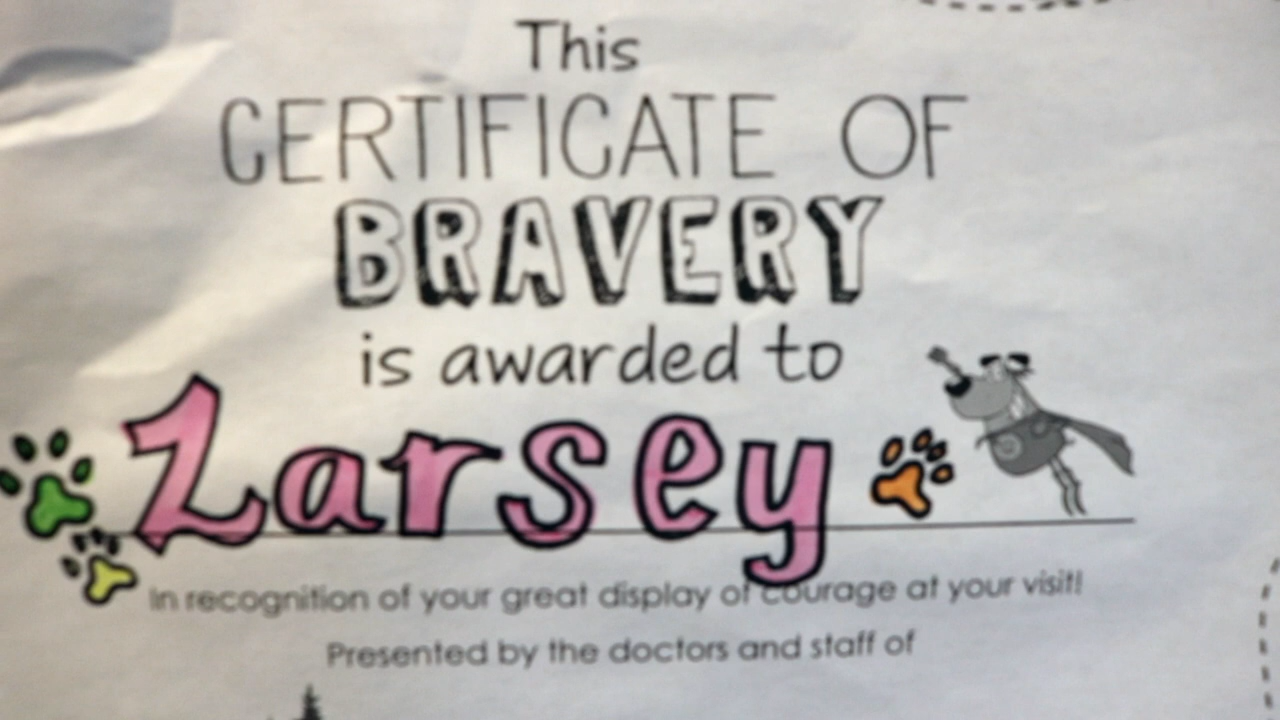 This
CERTIFICATE OF
BRAVERY
is awarded to
Zarsey
In recognition of your great display of courage at your visit!
Presented by the doctors and staff of